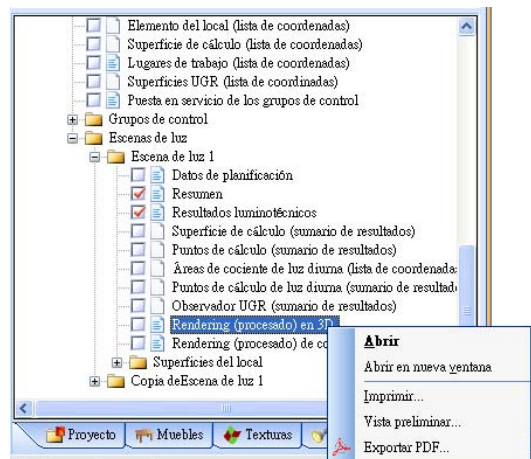 Elemento del local (lista de coordenadas)
Superficie de cálculo (lista de coordenadas)
Lugares de trabajo (lista de coordenadas)
Superficies UGR (lista de coordinadas)
Puesta en servicio de los grupos de control
Grupos de control
Escenas de luz
Escena de luz 1
Datos de planificación
Resumen
Resultados luminotécnicos
Superficie de cálculo (sumario de resultados)
Puntos de cálculo (sumario de resultados)
Áreas de cociente de luz diurna (lista de coordenada
Puntos de cálculo de luz diurna (sumario de resultad
Observador UGR (sumario de resultados)
Rendering (procesado) en 3D
Rendering (procesado) de co
Abrir
Superficies del local
Abrir en nueva ventana
Copia deEscena de luz 1
Imprimir...
Vista preliminar...
Proyecto Muebles Texturas
Exportar PDF...